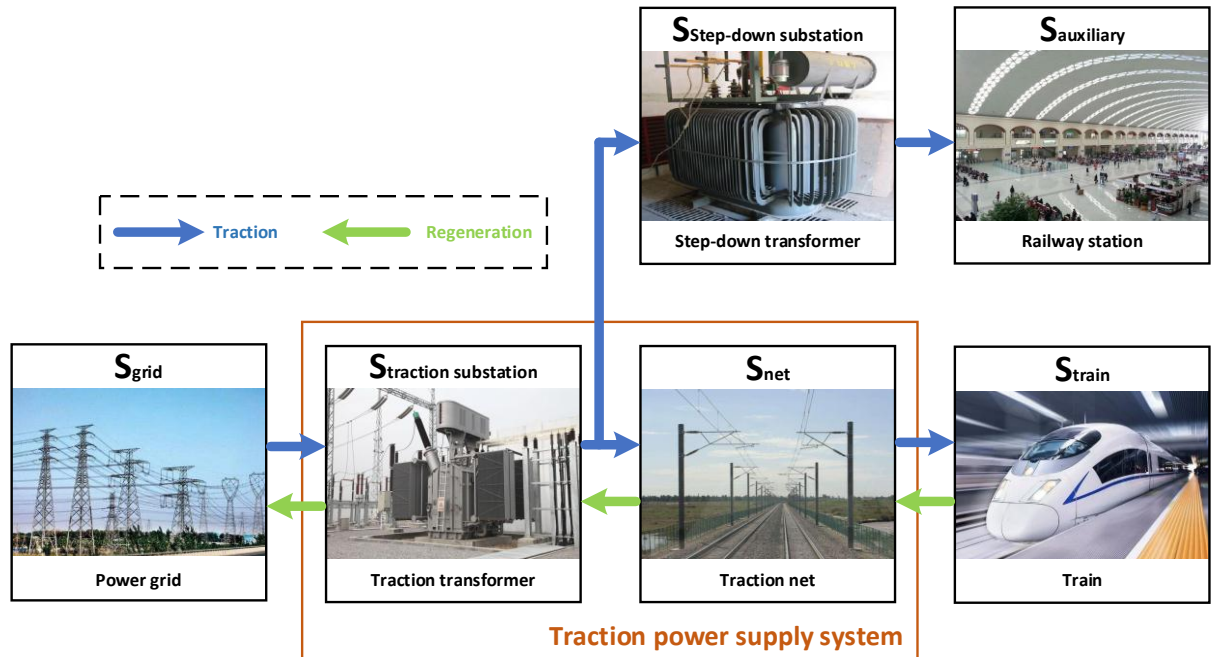 SStep-down substation
Step-down transformer
Sauxiliary
Railway station
Traction
Regeneration
Sgrid
Power grid
Straction substation
Traction transformer
Snet
Traction net
Strain
Train
Traction power supply system